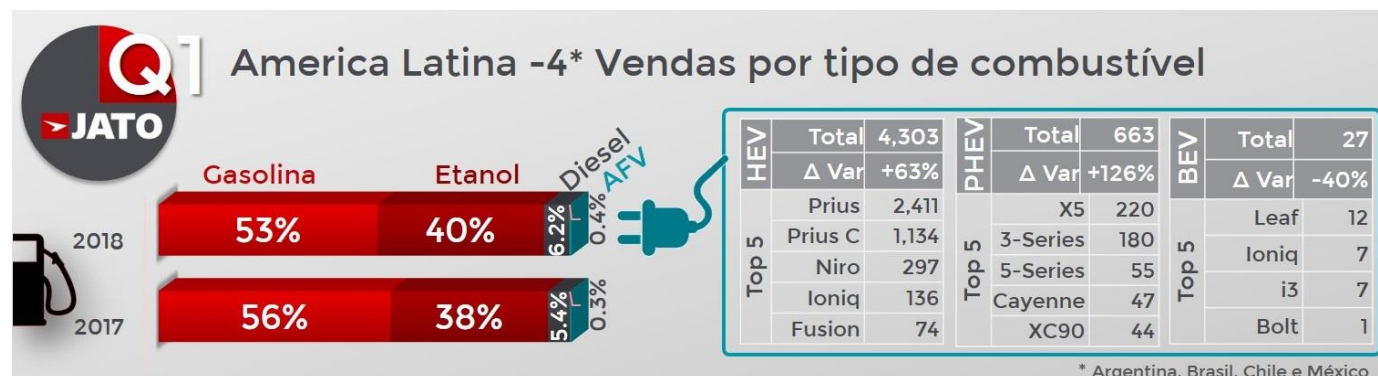 Q1
America Latina -4* Vendas por tipo de combustível
JATO
Gasolina Etanol Diesel AFV
2018 53% 40% 6.2% 0.4%
2017 56% 38% 5.4% 0.3%
HEV
Total 4,303
Δ Var +63%
Top 5
Prius 2,411
Prius C 1,134
Niro 297
Ioniq 136
Fusion 74
PHEV
Total 663
Δ Var +126%
Top 5
X5 220
3-Series 180
5-Series 55
Cayenne 47
XC90 44
BEV
Total 27
Δ Var -40%
Top 5
Leaf 12
Ioniq 7
i3 7
Bolt 1
* Argentina, Brasil, Chile e México